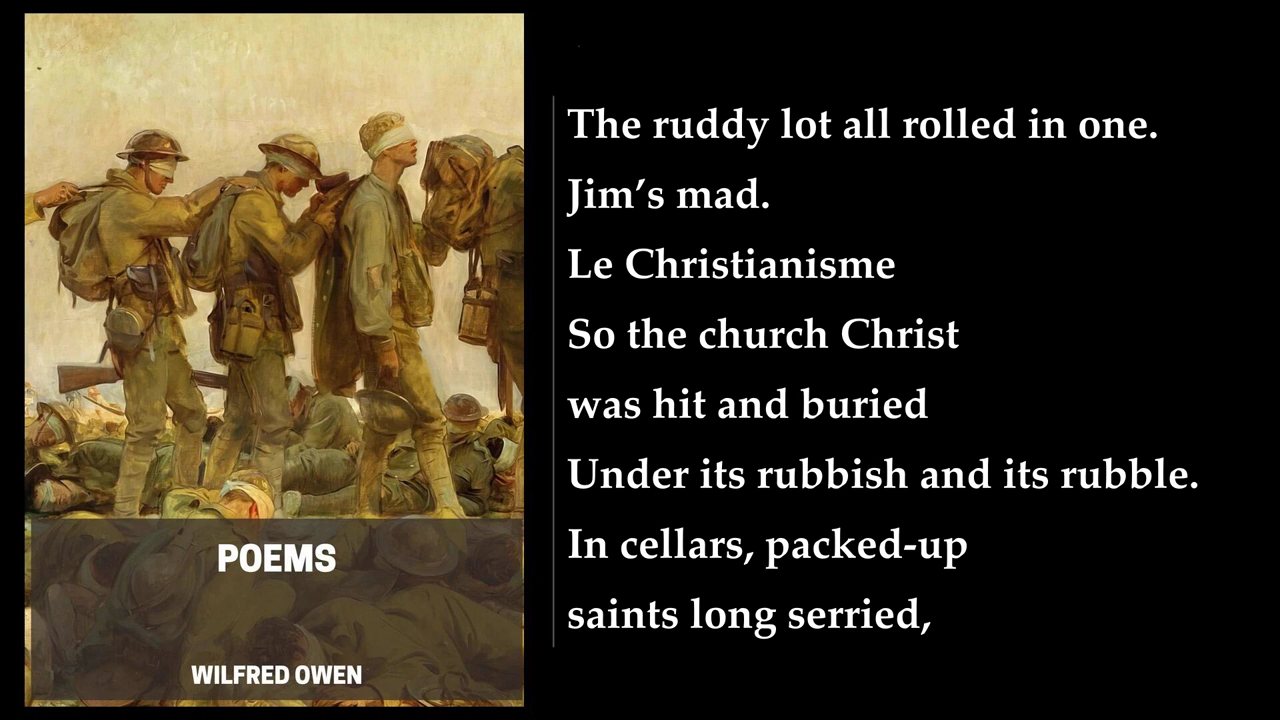 POEMS
WILFRED OWEN
The ruddy lot all rolled in one.
Jim’s mad.
Le Christianisme
So the church Christ
was hit and buried
Under its rubbish and its rubble.
In cellars, packed-up
saints long serried,